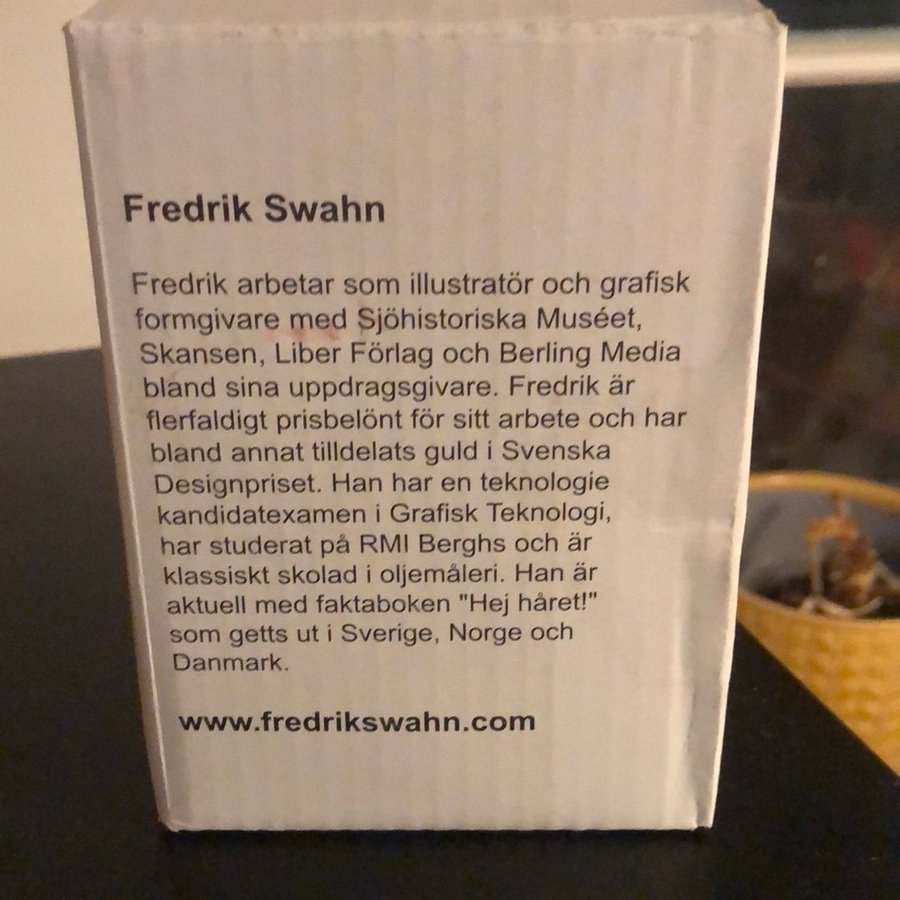 Fredrik Swahn
Fredrik arbetar som illustratör och grafisk
formgivare med Sjöhistoriska Muséet,
Skansen, Liber Förlag och Berling Media
bland sina uppdragsgivare. Fredrik är
flerfaldigt prisbelönt för sitt arbete och har
bland annat tilldelats guld i Svenska
Designpriset. Han har en teknologie
kandidatexamen i Grafisk Teknologi,
har studerat på RMI Berghs och är
klassiskt skolad i oljemåleri. Han är
aktuell med faktaboken "Hej håret!"
som getts ut i Sverige, Norge och
Danmark.
www.fredrikswahn.com